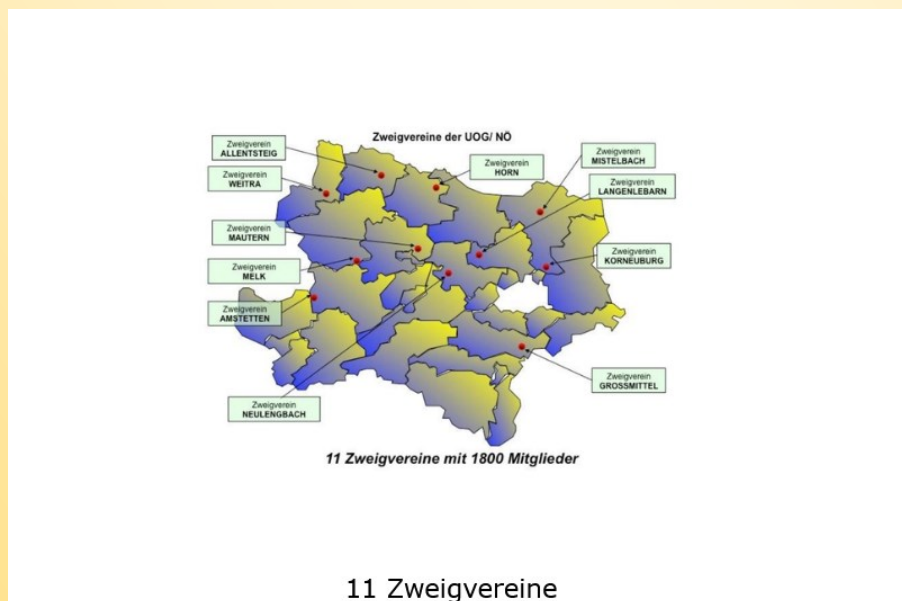 Zweigvereine der UOG/ NÖ
Zweigverein
ALLENTSTEIG
Zweigverein
WEITRA
Zweigverein
MAUTERN
Zweigverein
MELK
Zweigverein
AMSTETTEN
Zweigverein
NEULENGBACH
Zweigverein
HORN
Zweigverein
MISTELBACH
Zweigverein
LANGENLEBARN
Zweigverein
KORNEUBURG
Zweigverein
GROSSMITTEL
11 Zweigvereine mit 1800 Mitglieder
11 Zweigvereine